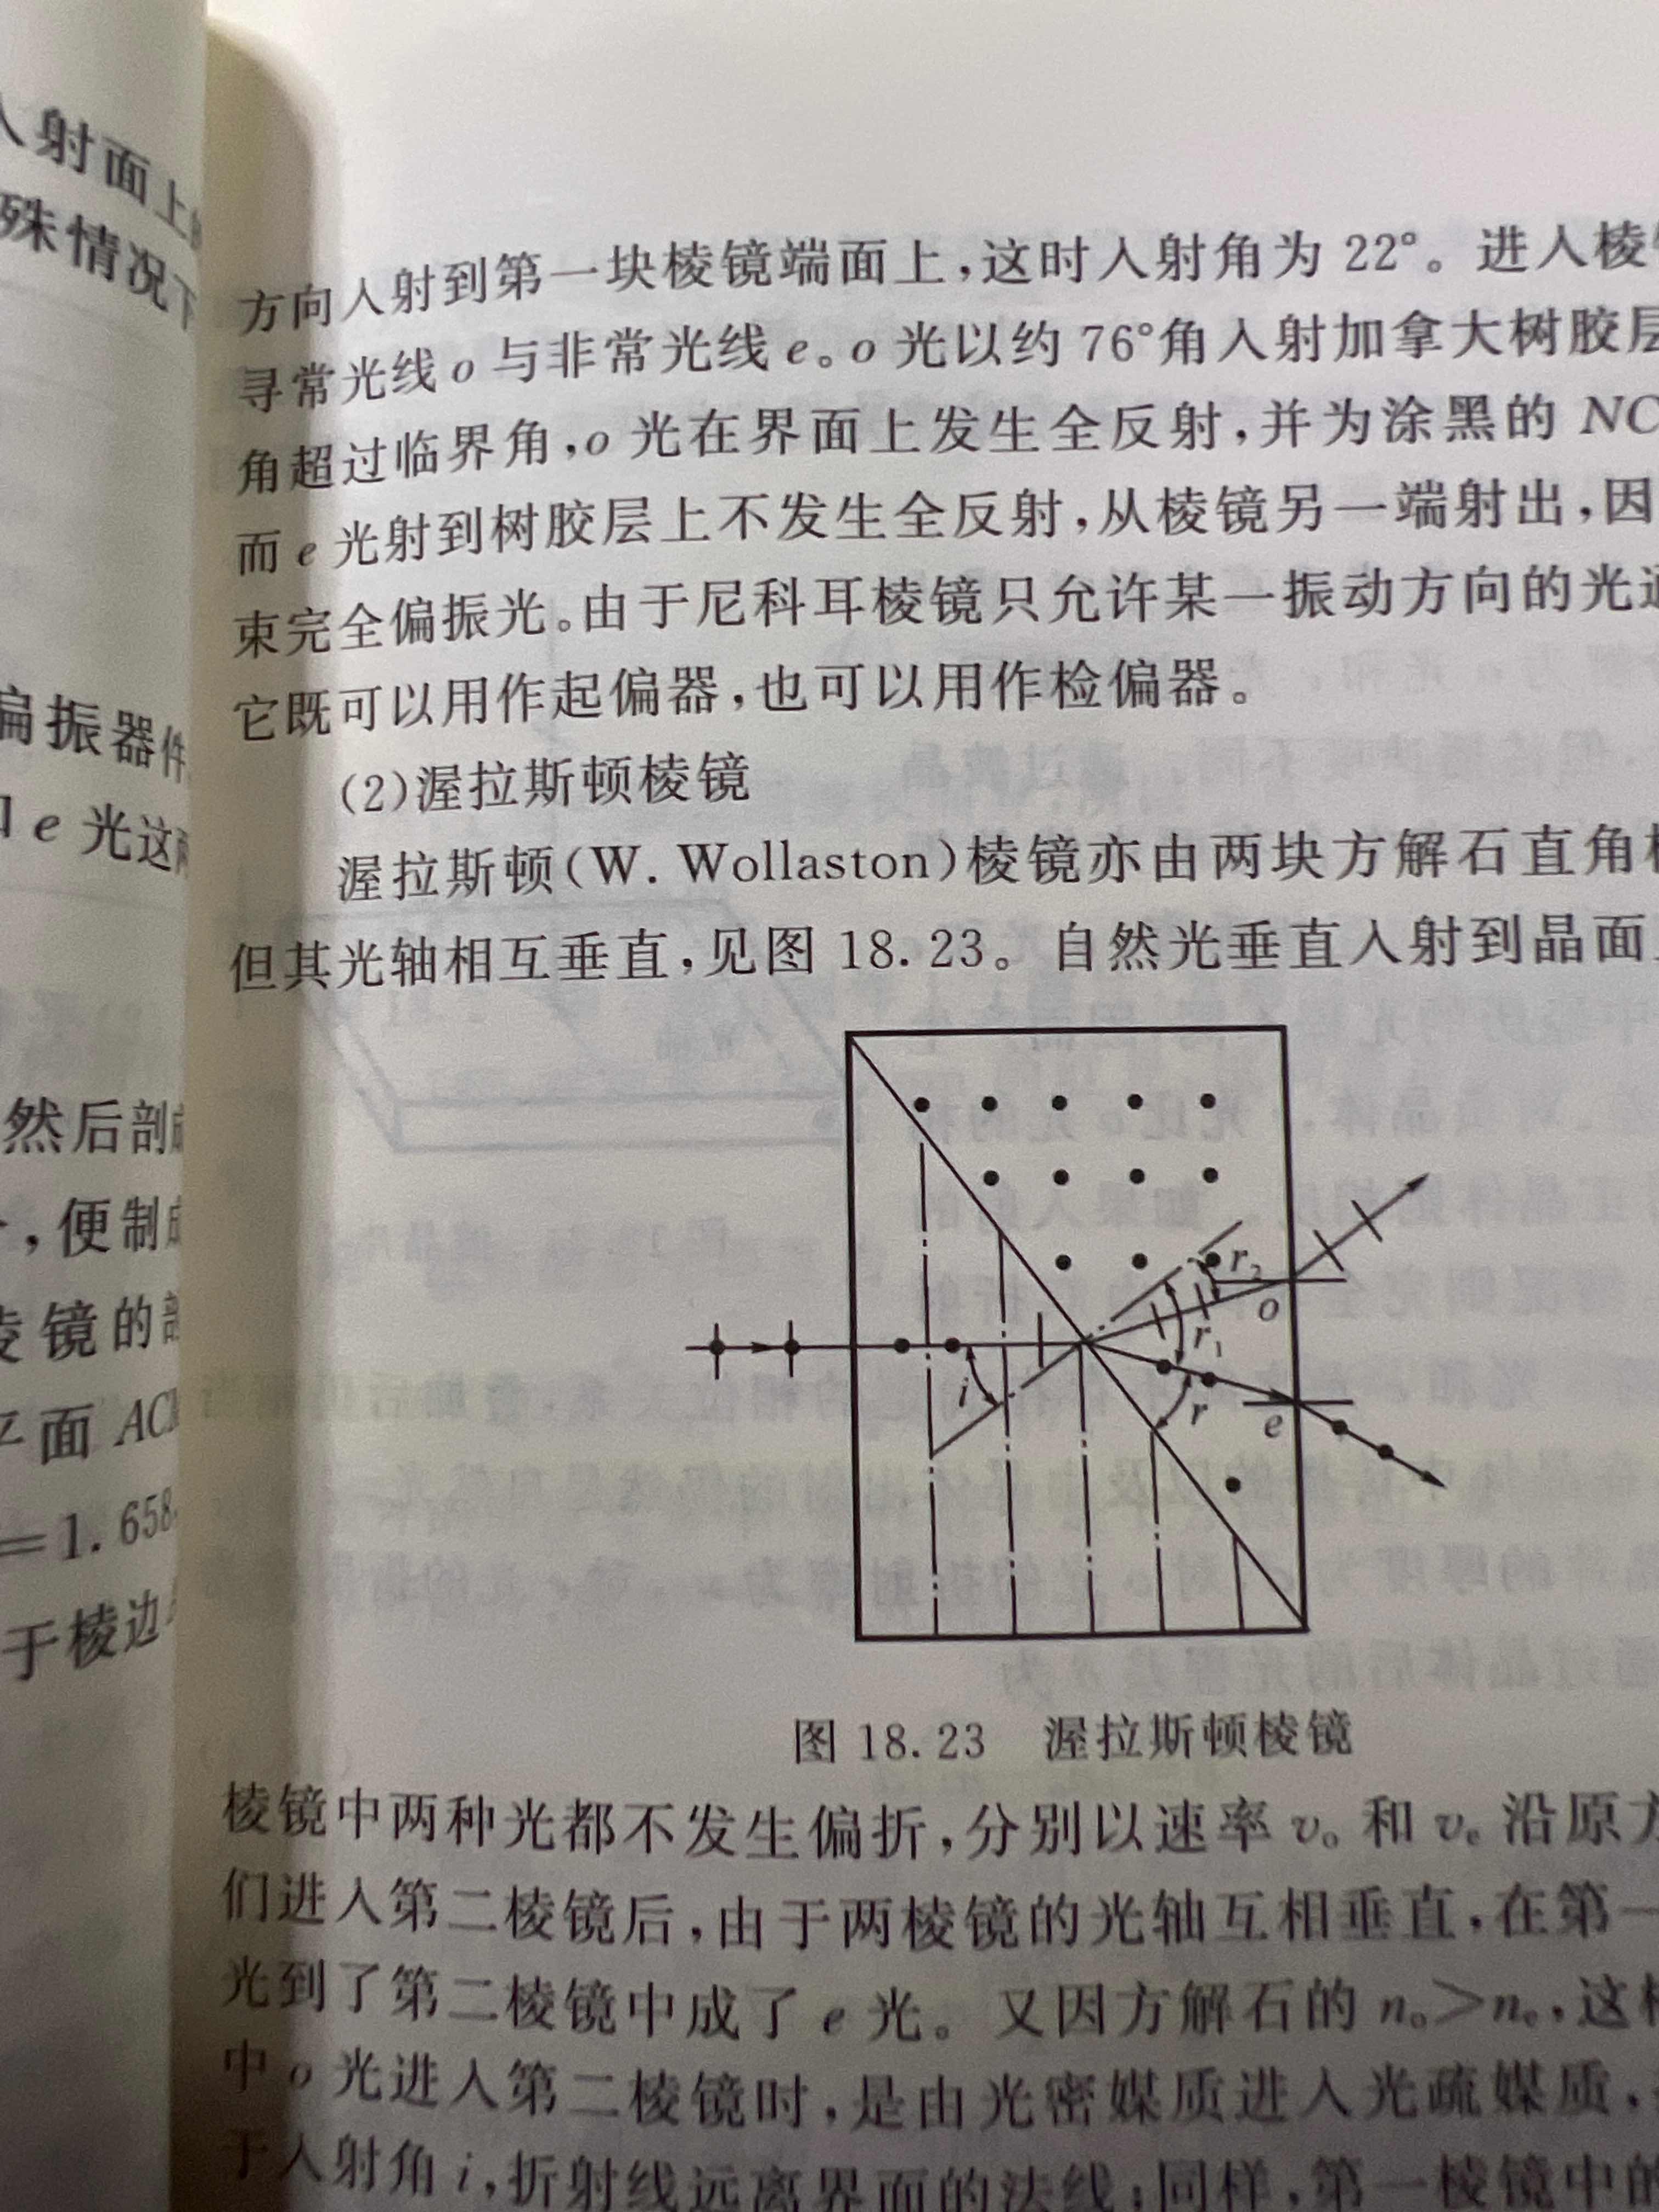 入射面上
殊情况下
偏振器件
e 光这
然后剖
,便制成
棱镜的剖
平面 AC
=1.658
于棱边
方向入射到第一块棱镜端面上,这时入射角为 22°。进入棱
寻常光线 o 与非常光线 e。o 光以约 76°角入射加拿大树胶层
角超过临界角,o 光在界面上发生全反射,并为涂黑的 NC
而 e 光射到树胶层上不发生全反射,从棱镜另一端射出,因
束完全偏振光。由于尼科耳棱镜只允许某一振动方向的光通
它既可以用作起偏器,也可以用作检偏器。
(2)渥拉斯顿棱镜
渥拉斯顿(W. Wollaston)棱镜亦由两块方解石直角
但其光轴相互垂直,见图 18.23。自然光垂直入射到晶面
r₂
o
r₁
i
r
e
图 18.23 渥拉斯顿棱镜
棱镜中两种光都不发生偏折,分别以速率 vₒ 和 vₑ 沿原方
们进入第二棱镜后,由于两棱镜的光轴互相垂直,在第一
光到了第二棱镜中成了 e 光。又因方解石的 nₒ>nₑ,这样
中 o 光进入第二棱镜时,是由光密媒质进入光疏媒质,
于入射角 i,折射线远离界面的法线;同样,第一棱镜中的